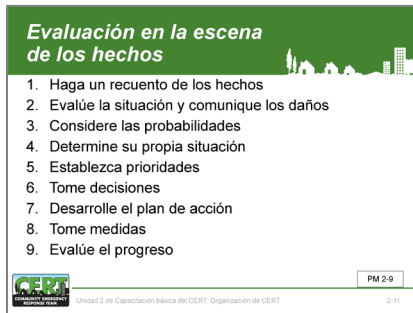 Evaluación en la escena
de los hechos
1. Haga un recuento de los hechos
2. Evalúe la situación y comunique los daños
3. Considere las probabilidades
4. Determine su propia situación
5. Establezca prioridades
6. Tome decisiones
7. Desarrolle el plan de acción
8. Tome medidas
9. Evalúe el progreso
PM 2-9
CERT
COMMUNITY EMERGENCY
RESPONSE TEAM
Unidad 2 de Capacitación básica del CERT: Organización de CERT
2-11